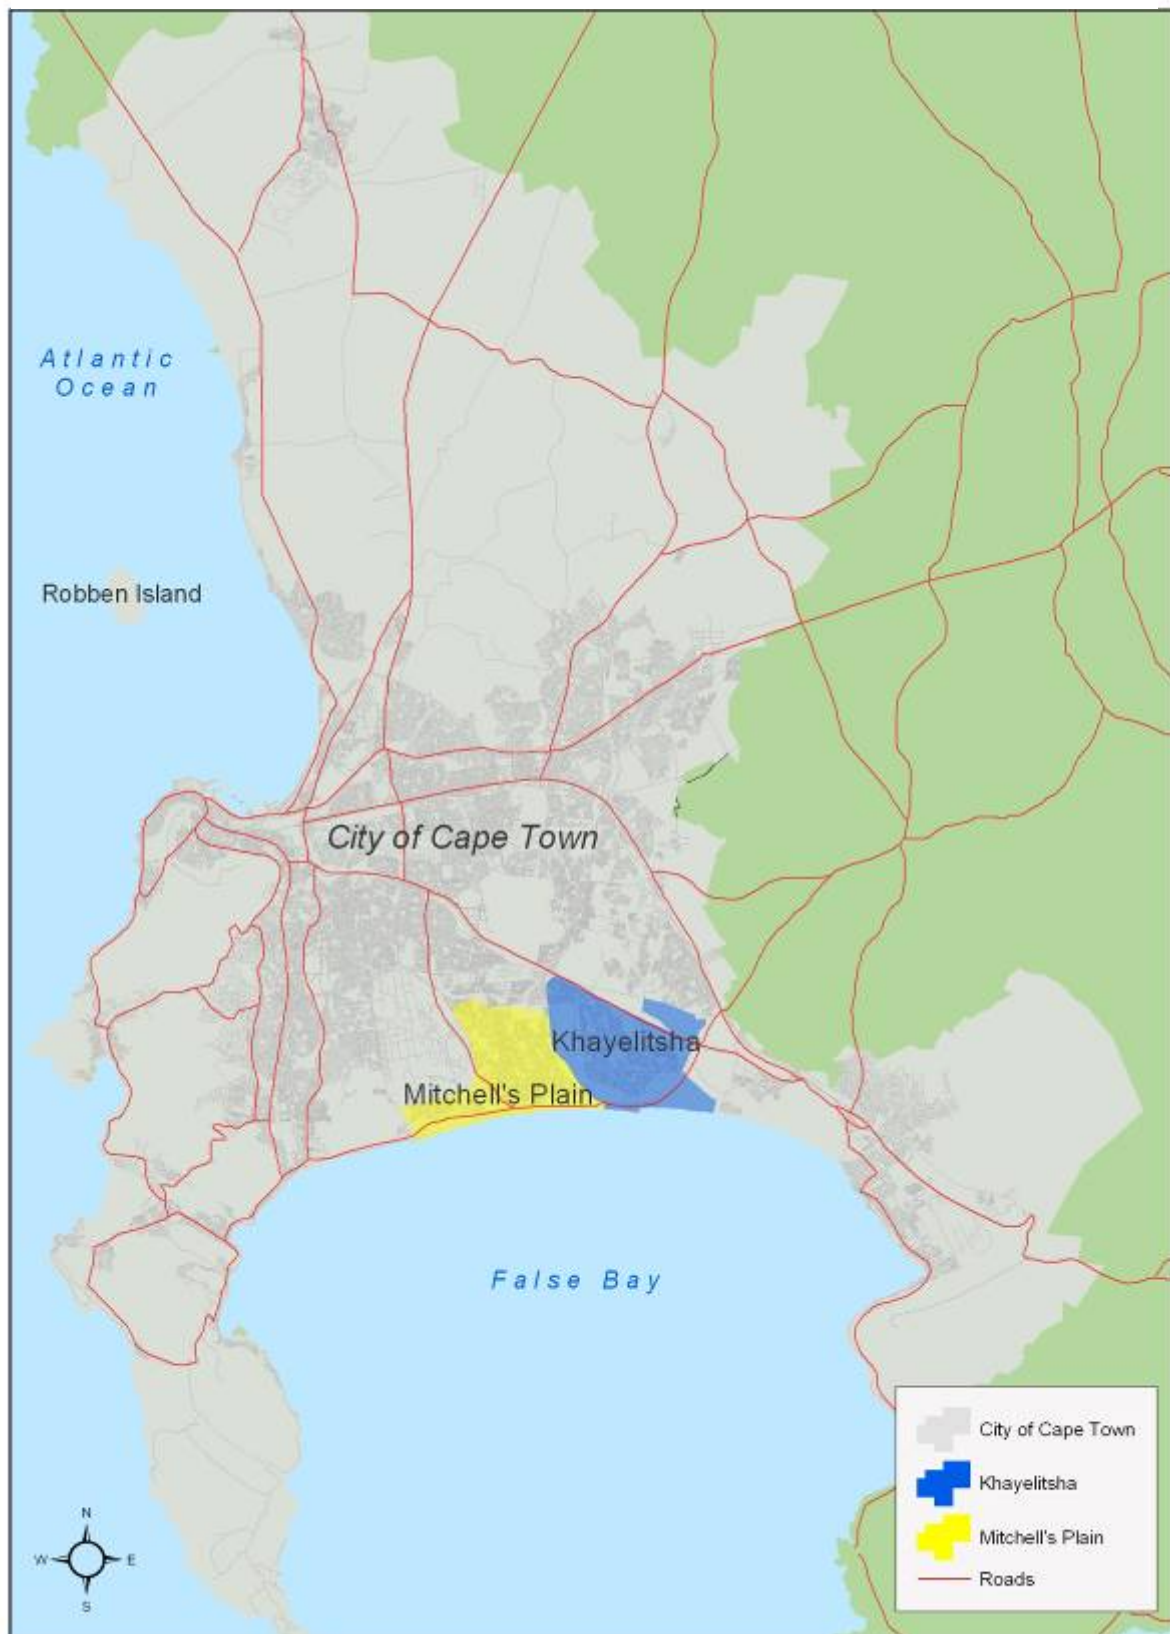 Atlantic
Ocean
Robben Island
City of Cape Town
Khayelitsha
Mitchell's Plain
False Bay
N
W
E
S
City of Cape Town
Khayelitsha
Mitchell's Plain
Roads